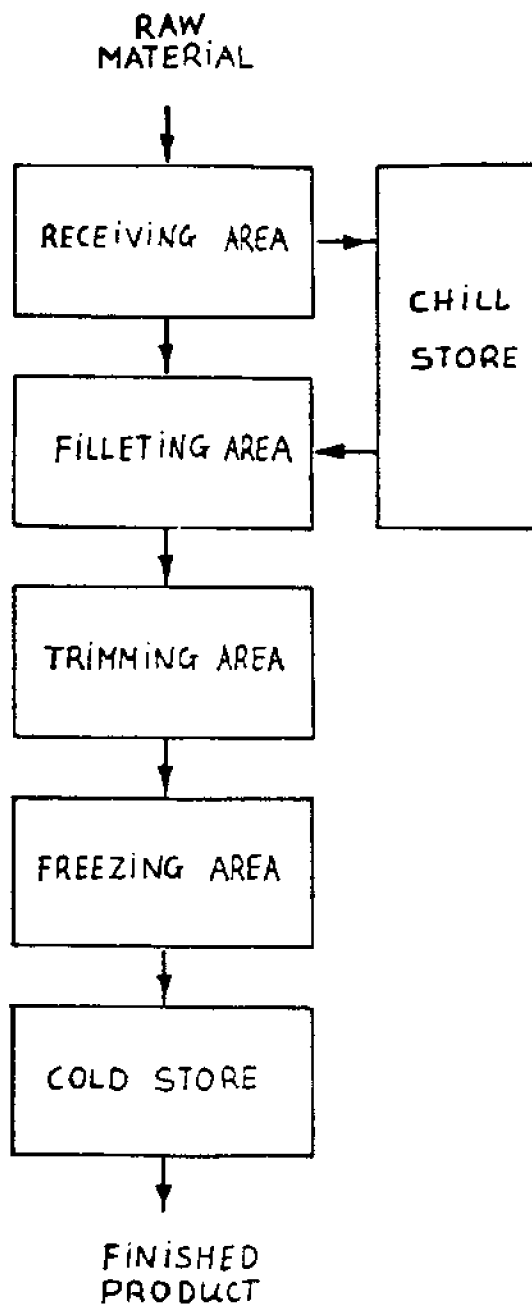 RAW
MATERiAL
RECEiViNG AREA
CHiLL
STORE
FiLLETiNG AREA
TRiMMiNG AREA
FREEZiNG AREA
COLD STORE
FiNiSHED
PRODUCT